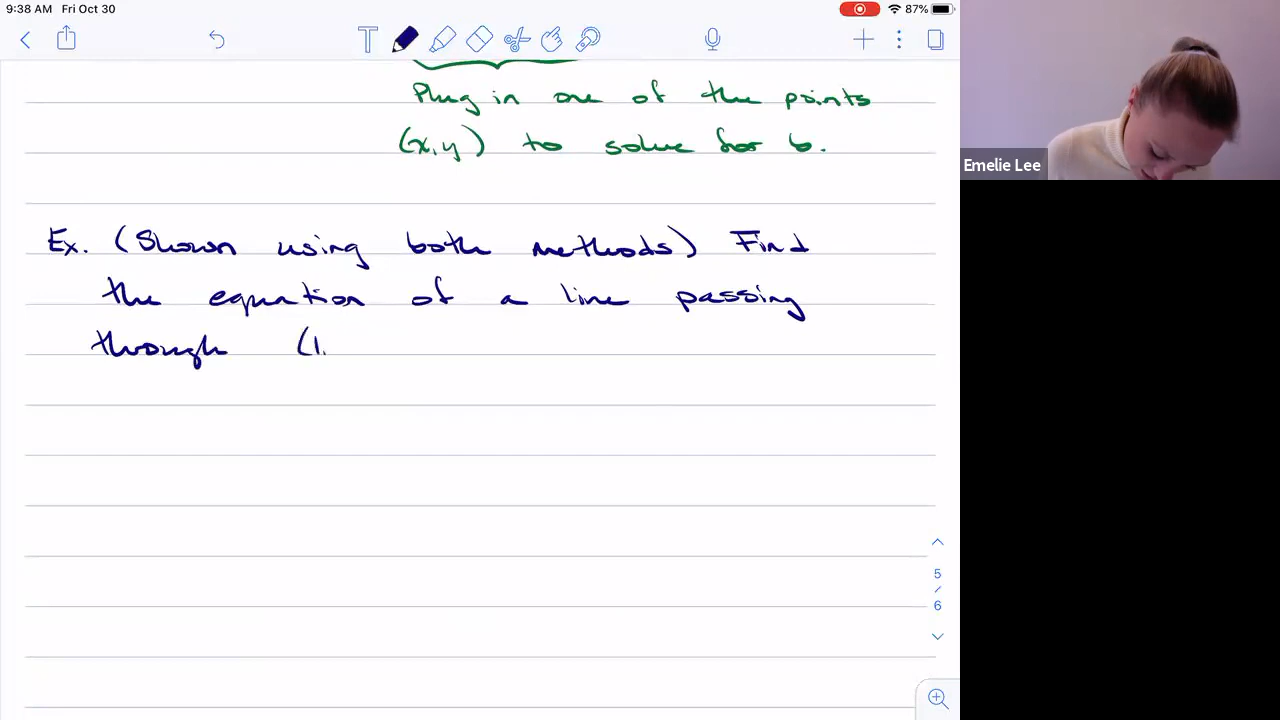 9:38 AM Fri Oct 30
87%
T
Plug in one of the points
(x,y) to solve for b.
Emelie Lee
Ex. (Shown using both methods) Find
the equation of a line passing
through (1,
5
/
6